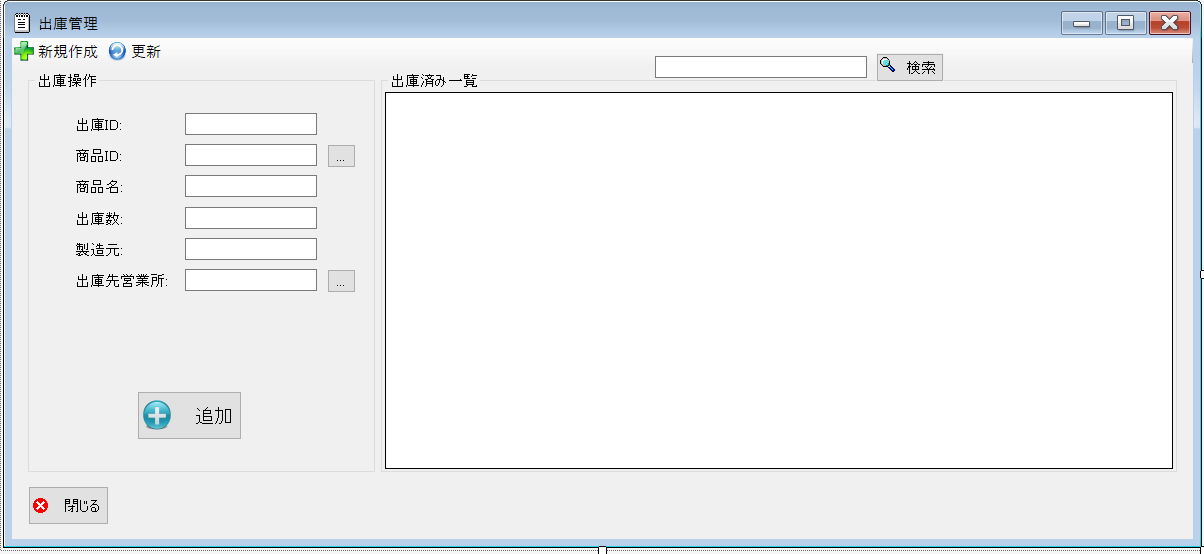 出庫管理
新規作成 更新
検索
出庫操作
出庫ID:
商品ID:
...
商品名:
出庫数:
製造元:
出庫先営業所:
...
追加
出庫済み一覧
閉じる